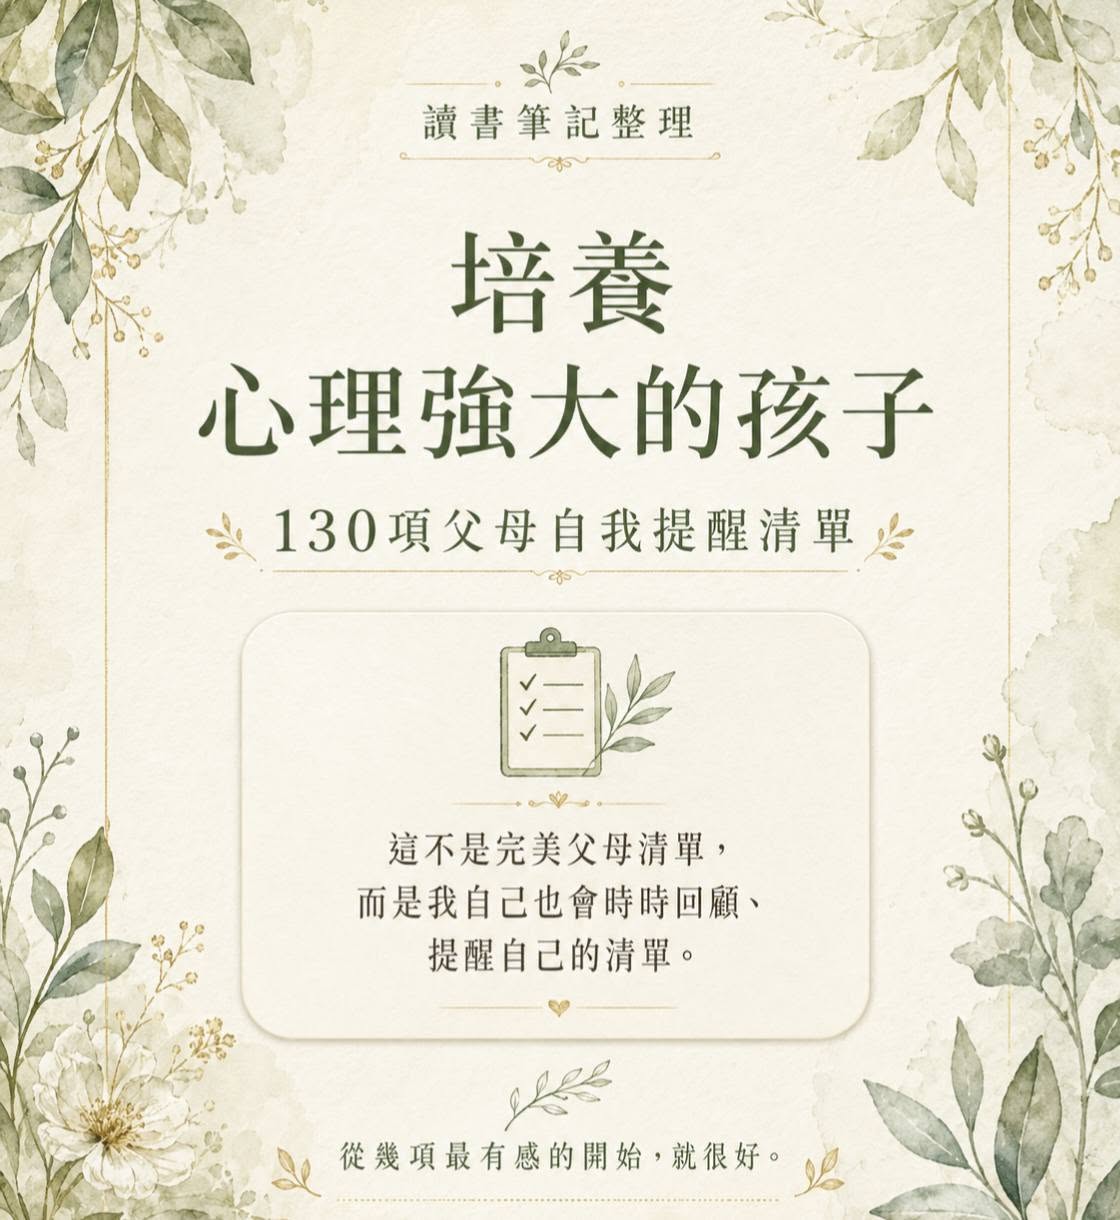 讀書筆記整理
培養
心理強大的孩子
130項父母自我提醒清單
這不是完美父母清單，
而是我自己也會時時回顧、
提醒自己的清單。
從幾項最有感的開始，就很好。